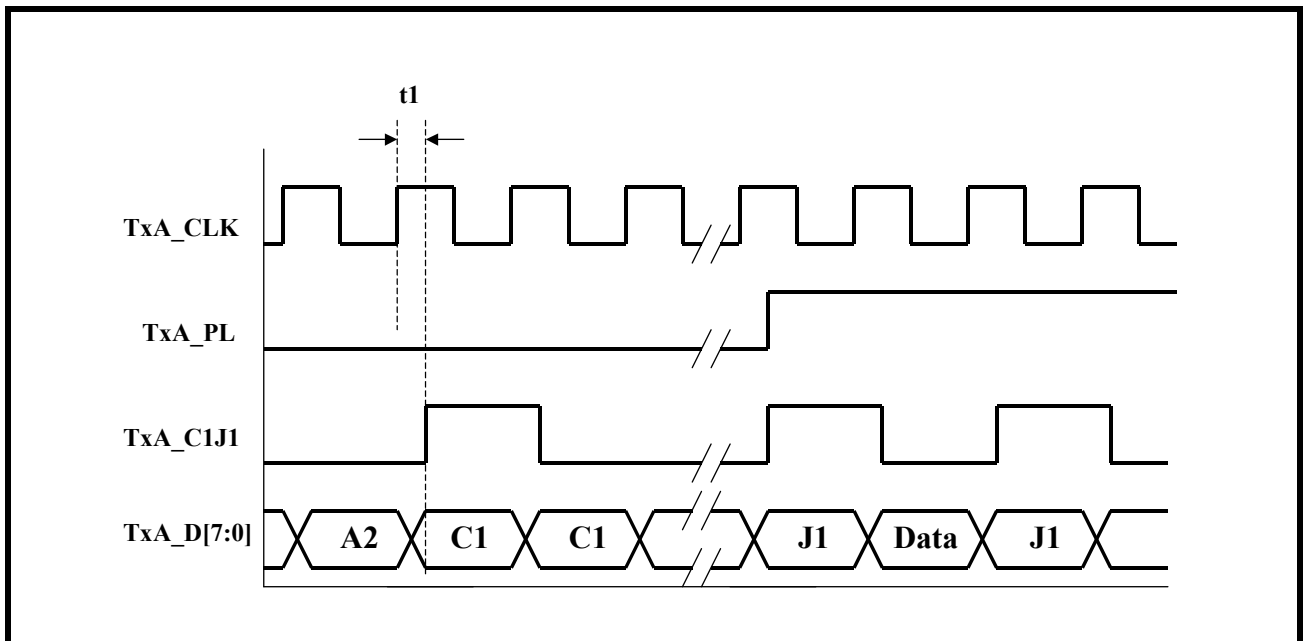 t1
TxA_CLK
TxA_PL
TxA_C1J1
TxA_D[7:0] A2 C1 C1 J1 Data J1